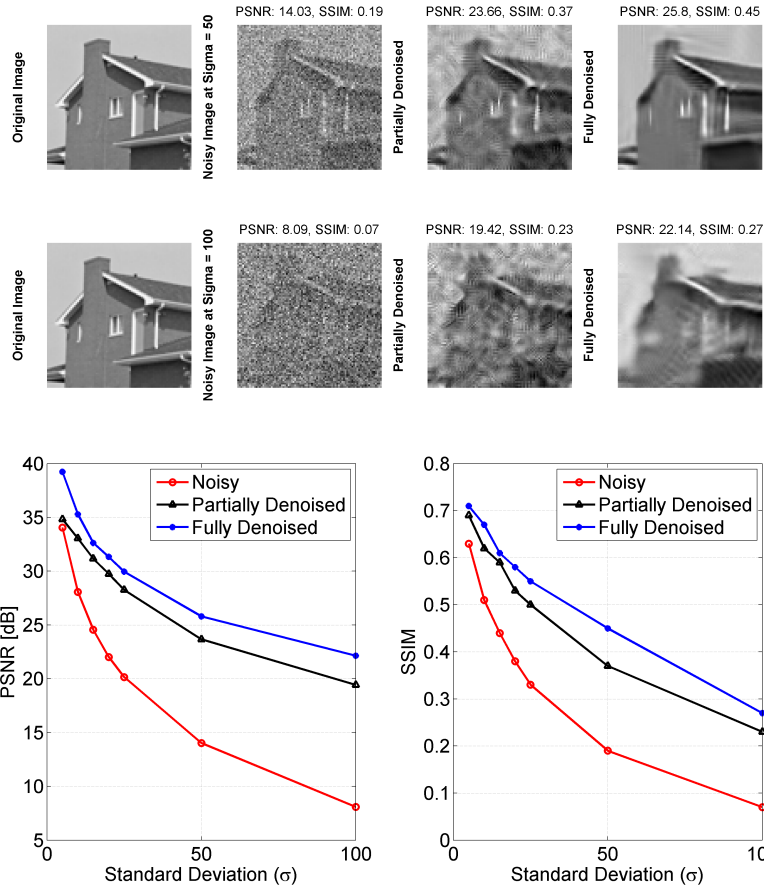 PSNR: 14.03, SSIM: 0.19
PSNR: 23.66, SSIM: 0.37
PSNR: 25.8, SSIM: 0.45
Original Image
Noisy Image at Sigma = 50
Partially Denoised
Fully Denoised
PSNR: 8.09, SSIM: 0.07
PSNR: 19.42, SSIM: 0.23
PSNR: 22.14, SSIM: 0.27
Original Image
Noisy Image at Sigma = 100
Partially Denoised
Fully Denoised
40
35
30
25
20
15
10
5
0
50
100
PSNR [dB]
Standard Deviation (σ)
Noisy
Partially Denoised
Fully Denoised
0.8
0.7
0.6
0.5
0.4
0.3
0.2
0.1
0
0
50
100
SSIM
Standard Deviation (σ)
Noisy
Partially Denoised
Fully Denoised